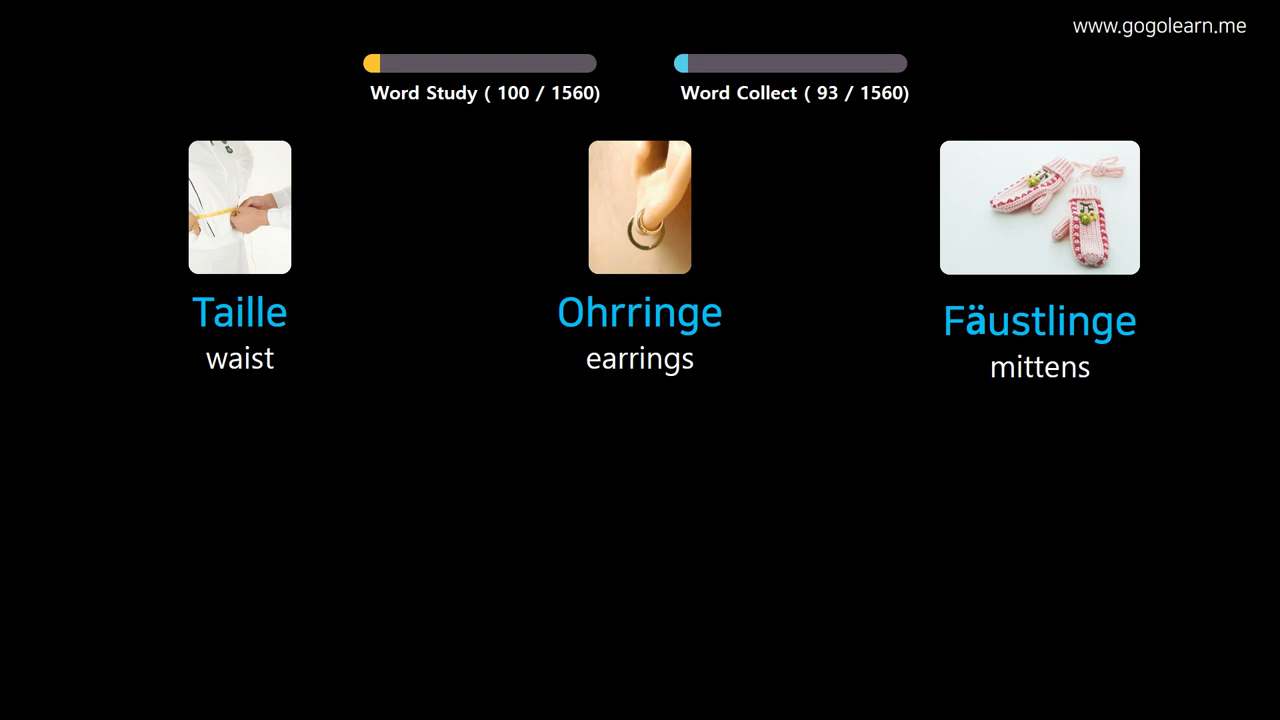 www.gogolearn.me
Word Study ( 100 / 1560)
Word Collect ( 93 / 1560)
Taille
waist
Ohrringe
earrings
Fäustlinge
mittens